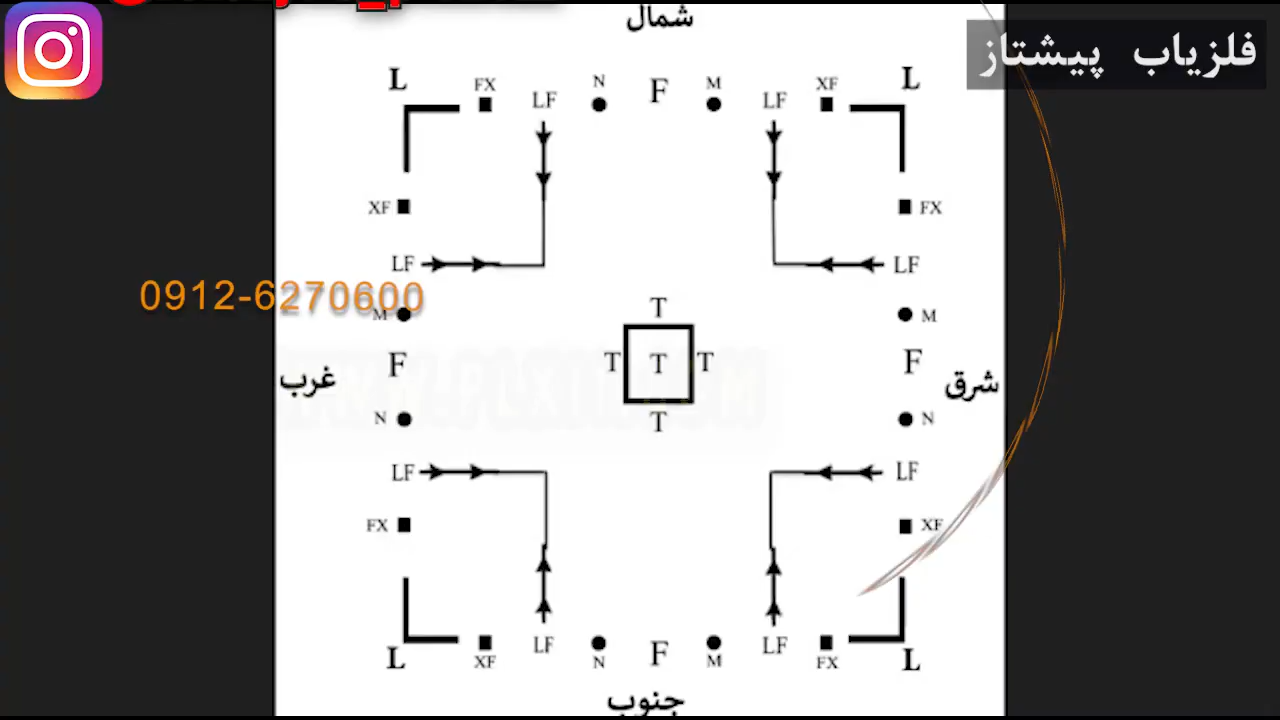 شمال
فلزیاب پیشتاز
L FX LF N F M LF XF L
XF FX
LF LF
0912-6270600
M M
T
F T T T F
غرب شرق
T
N N
LF LF
FX XF
L XF LF N F M LF FX L
جنوب